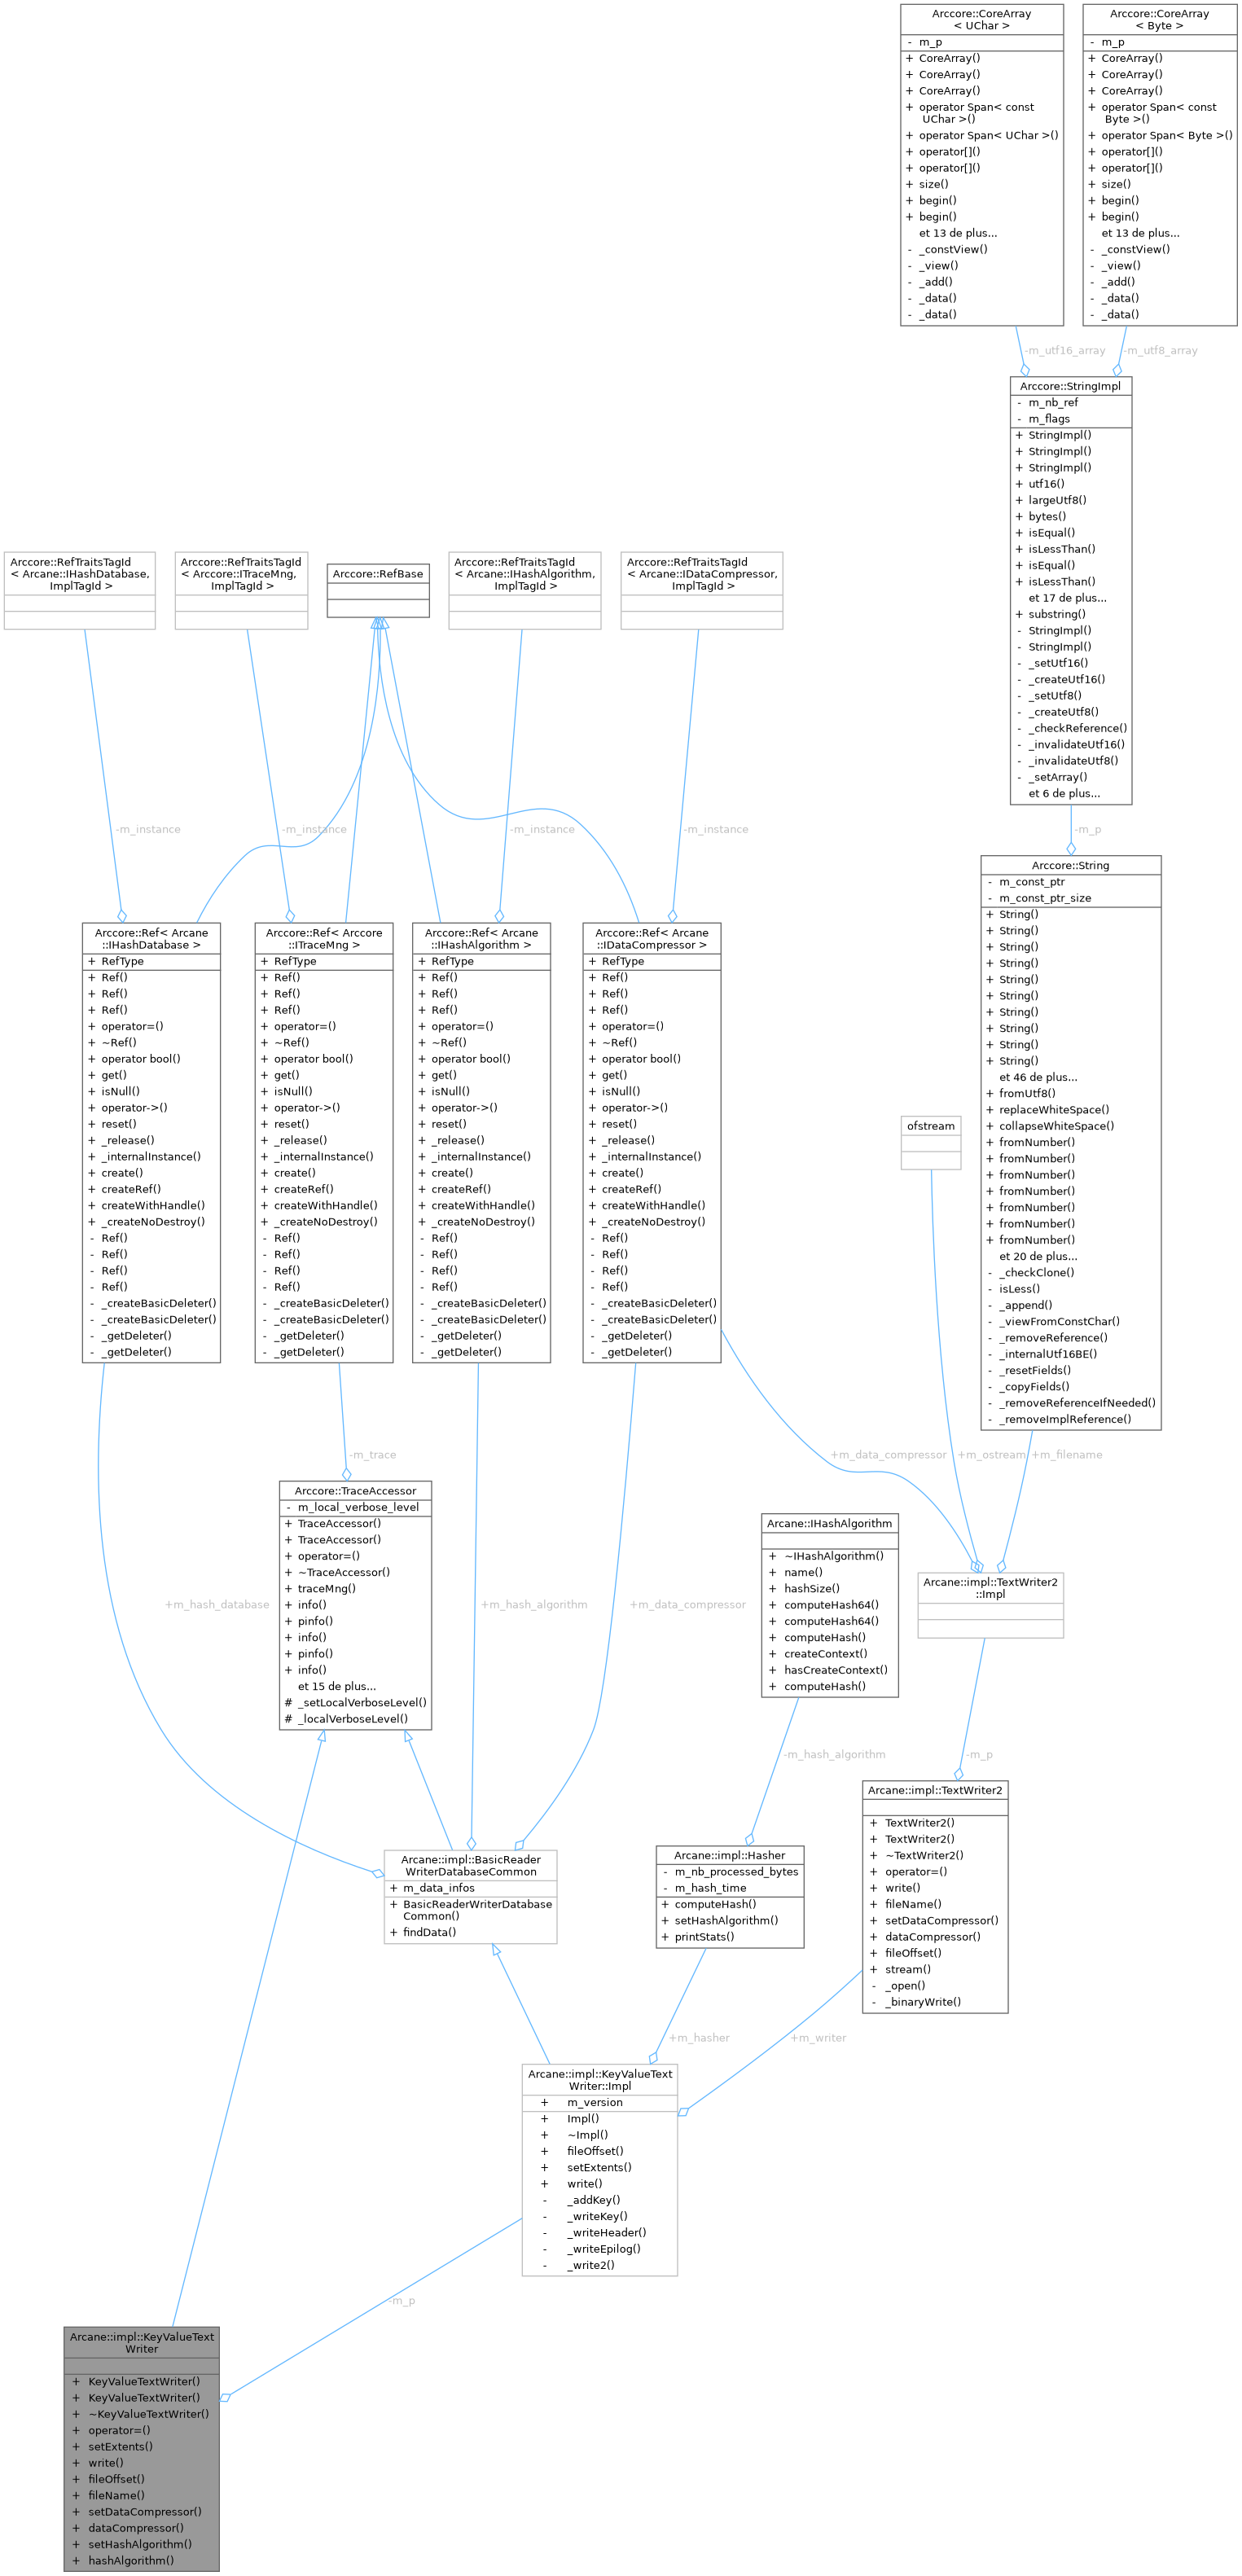 Arccore::CoreArray
< UChar >
- m_p
+ CoreArray()
+ CoreArray()
+ CoreArray()
+ operator Span< const
UChar >()
+ operator Span< UChar >()
+ operator[]()
+ operator[]()
+ size()
+ begin()
+ begin()
et 13 de plus...
- _constView()
- _view()
- _add()
- _data()
- _data()
Arccore::CoreArray
< Byte >
- m_p
+ CoreArray()
+ CoreArray()
+ CoreArray()
+ operator Span< const
Byte >()
+ operator Span< Byte >()
+ operator[]()
+ operator[]()
+ size()
+ begin()
+ begin()
et 13 de plus...
- _constView()
- _view()
- _add()
- _data()
- _data()
-m_utf16_array
-m_utf8_array
Arccore::StringImpl
- m_nb_ref
- m_flags
+ StringImpl()
+ StringImpl()
+ StringImpl()
+ utf16()
+ largeUtf8()
+ bytes()
+ isEqual()
+ isLessThan()
+ isEqual()
+ isLessThan()
et 17 de plus...
+ substring()
- StringImpl()
- StringImpl()
- _setUtf16()
- _createUtf16()
- _setUtf8()
- _createUtf8()
- _checkReference()
- _invalidateUtf16()
- _invalidateUtf8()
- _setArray()
et 6 de plus...
Arccore::RefTraitsTagId
< Arcane::IHashDatabase,
ImplTagId >
Arccore::RefTraitsTagId
< Arccore::ITraceMng,
ImplTagId >
Arccore::RefBase
Arccore::RefTraitsTagId
< Arcane::IHashAlgorithm,
ImplTagId >
Arccore::RefTraitsTagId
< Arcane::IDataCompressor,
ImplTagId >
-m_instance
-m_instance
-m_instance
-m_instance
-m_p
Arccore::String
- m_const_ptr
- m_const_ptr_size
+ String()
+ String()
+ String()
+ String()
+ String()
+ String()
+ String()
+ String()
+ String()
+ String()
et 46 de plus...
+ fromUtf8()
+ replaceWhiteSpace()
+ collapseWhiteSpace()
+ fromNumber()
+ fromNumber()
+ fromNumber()
+ fromNumber()
+ fromNumber()
+ fromNumber()
+ fromNumber()
et 20 de plus...
- _checkClone()
- isLess()
- _append()
- _viewFromConstChar()
- _removeReference()
- _internalUtf16BE()
- _resetFields()
- _copyFields()
- _removeReferenceIfNeeded()
- _removeImplReference()
Arccore::Ref< Arcane
::IHashDatabase >
+ RefType
+ Ref()
+ Ref()
+ Ref()
+ operator=()
+ ~Ref()
+ operator bool()
+ get()
+ isNull()
+ operator->()
+ reset()
+ _release()
+ _internalInstance()
+ create()
+ createRef()
+ createWithHandle()
+ _createNoDestroy()
- Ref()
- Ref()
- Ref()
- Ref()
- _createBasicDeleter()
- _createBasicDeleter()
- _getDeleter()
- _getDeleter()
Arccore::Ref< Arccore
::ITraceMng >
+ RefType
+ Ref()
+ Ref()
+ Ref()
+ operator=()
+ ~Ref()
+ operator bool()
+ get()
+ isNull()
+ operator->()
+ reset()
+ _release()
+ _internalInstance()
+ create()
+ createRef()
+ createWithHandle()
+ _createNoDestroy()
- Ref()
- Ref()
- Ref()
- Ref()
- _createBasicDeleter()
- _createBasicDeleter()
- _getDeleter()
- _getDeleter()
Arccore::Ref< Arcane
::IHashAlgorithm >
+ RefType
+ Ref()
+ Ref()
+ Ref()
+ operator=()
+ ~Ref()
+ operator bool()
+ get()
+ isNull()
+ operator->()
+ reset()
+ _release()
+ _internalInstance()
+ create()
+ createRef()
+ createWithHandle()
+ _createNoDestroy()
- Ref()
- Ref()
- Ref()
- Ref()
- _createBasicDeleter()
- _createBasicDeleter()
- _getDeleter()
- _getDeleter()
Arccore::Ref< Arcane
::IDataCompressor >
+ RefType
+ Ref()
+ Ref()
+ Ref()
+ operator=()
+ ~Ref()
+ operator bool()
+ get()
+ isNull()
+ operator->()
+ reset()
+ _release()
+ _internalInstance()
+ create()
+ createRef()
+ createWithHandle()
+ _createNoDestroy()
- Ref()
- Ref()
- Ref()
- Ref()
- _createBasicDeleter()
- _createBasicDeleter()
- _getDeleter()
- _getDeleter()
ofstream
-m_trace
+m_data_compressor
+m_ostream
+m_filename
Arccore::TraceAccessor
- m_local_verbose_level
+ TraceAccessor()
+ TraceAccessor()
+ operator=()
+ ~TraceAccessor()
+ traceMng()
+ info()
+ pinfo()
+ info()
+ pinfo()
+ info()
et 15 de plus...
# _setLocalVerboseLevel()
# _localVerboseLevel()
Arcane::IHashAlgorithm
+ ~IHashAlgorithm()
+ name()
+ hashSize()
+ computeHash64()
+ computeHash64()
+ computeHash()
+ createContext()
+ hasCreateContext()
+ computeHash()
Arcane::impl::TextWriter2
::Impl
+m_hash_database
+m_hash_algorithm
+m_data_compressor
-m_hash_algorithm
-m_p
Arcane::impl::TextWriter2
+ TextWriter2()
+ TextWriter2()
+ ~TextWriter2()
+ operator=()
+ write()
+ fileName()
+ setDataCompressor()
+ dataCompressor()
+ fileOffset()
+ stream()
- _open()
- _binaryWrite()
Arcane::impl::BasicReader
WriterDatabaseCommon
+ m_data_infos
+ BasicReaderWriterDatabase
Common()
+ findData()
Arcane::impl::Hasher
- m_nb_processed_bytes
- m_hash_time
+ computeHash()
+ setHashAlgorithm()
+ printStats()
+m_hasher
+m_writer
Arcane::impl::KeyValueText
Writer::Impl
+ m_version
+ Impl()
+ ~Impl()
+ fileOffset()
+ setExtents()
+ write()
- _addKey()
- _writeKey()
- _writeHeader()
- _writeEpilog()
- _write2()
-m_p
Arcane::impl::KeyValueText
Writer
+ KeyValueTextWriter()
+ KeyValueTextWriter()
+ ~KeyValueTextWriter()
+ operator=()
+ setExtents()
+ write()
+ fileOffset()
+ fileName()
+ setDataCompressor()
+ dataCompressor()
+ setHashAlgorithm()
+ hashAlgorithm()